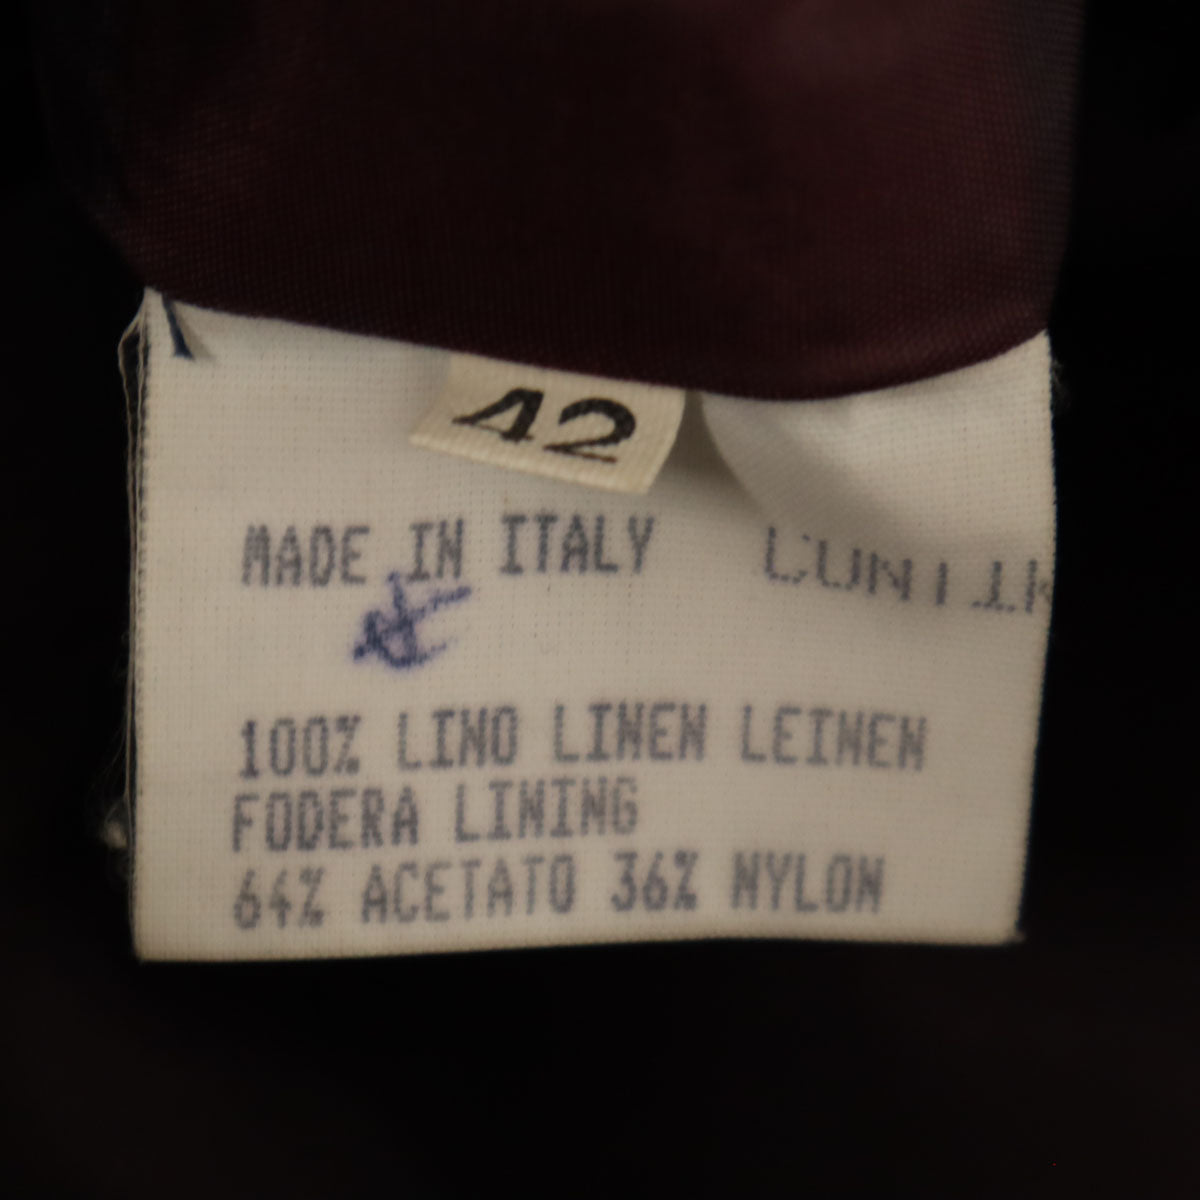 42
MADE IN ITALY
100% LINO LINEN LEINEN
FODERA LINING
64% ACETATO 36% NYLON